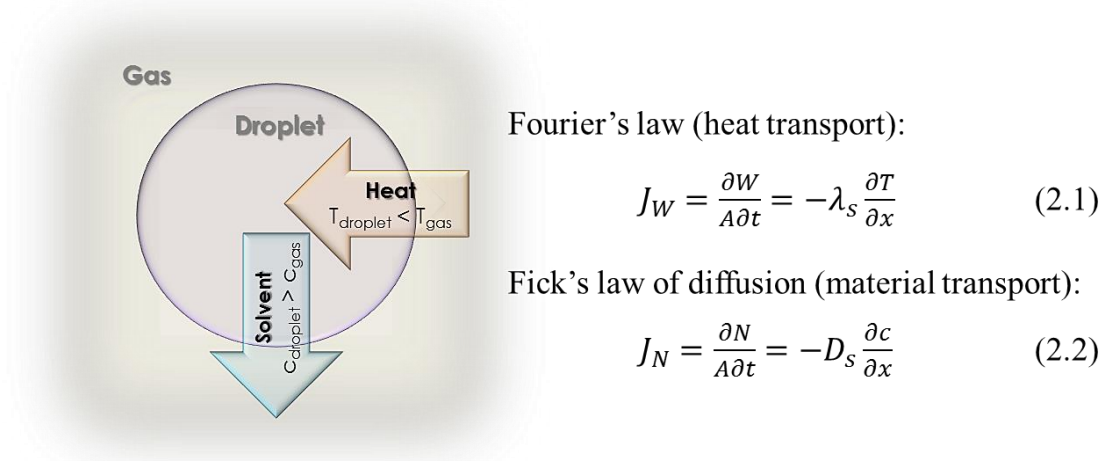 Gas
Droplet
Heat
T_droplet < T_gas
Solvent
C_droplet > C_gas
Fourier’s law (heat transport):
J_W = ∂W/A∂t = −λ_s ∂T/∂x (2.1)
Fick’s law of diffusion (material transport):
J_N = ∂N/A∂t = −D_s ∂c/∂x (2.2)